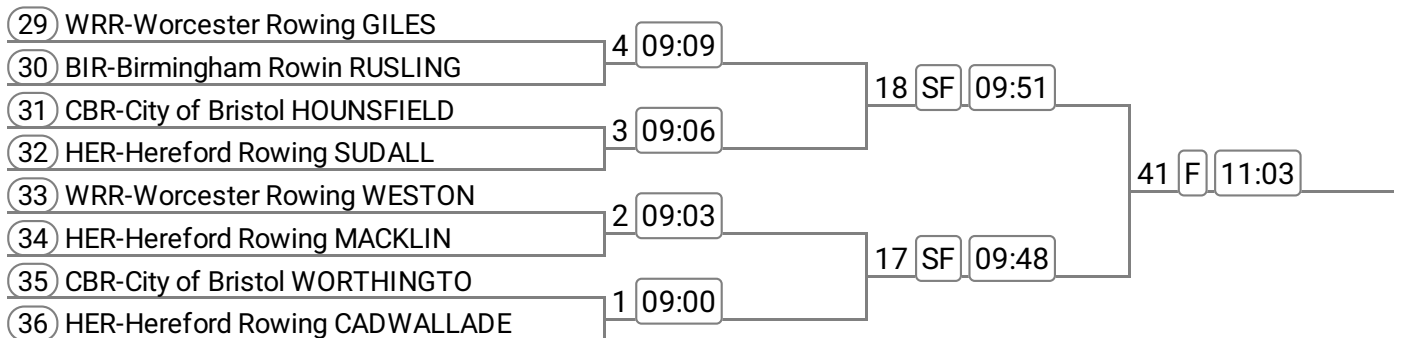 29 WRR-Worcester Rowing GILES
30 BIR-Birmingham Rowin RUSLING
4 09:09
31 CBR-City of Bristol HOUNSFIELD
32 HER-Hereford Rowing SUDALL
3 09:06
18 SF 09:51
33 WRR-Worcester Rowing WESTON
34 HER-Hereford Rowing MACKLIN
2 09:03
35 CBR-City of Bristol WORTHINGTO
36 HER-Hereford Rowing CADWALLADE
1 09:00
17 SF 09:48
41 F 11:03